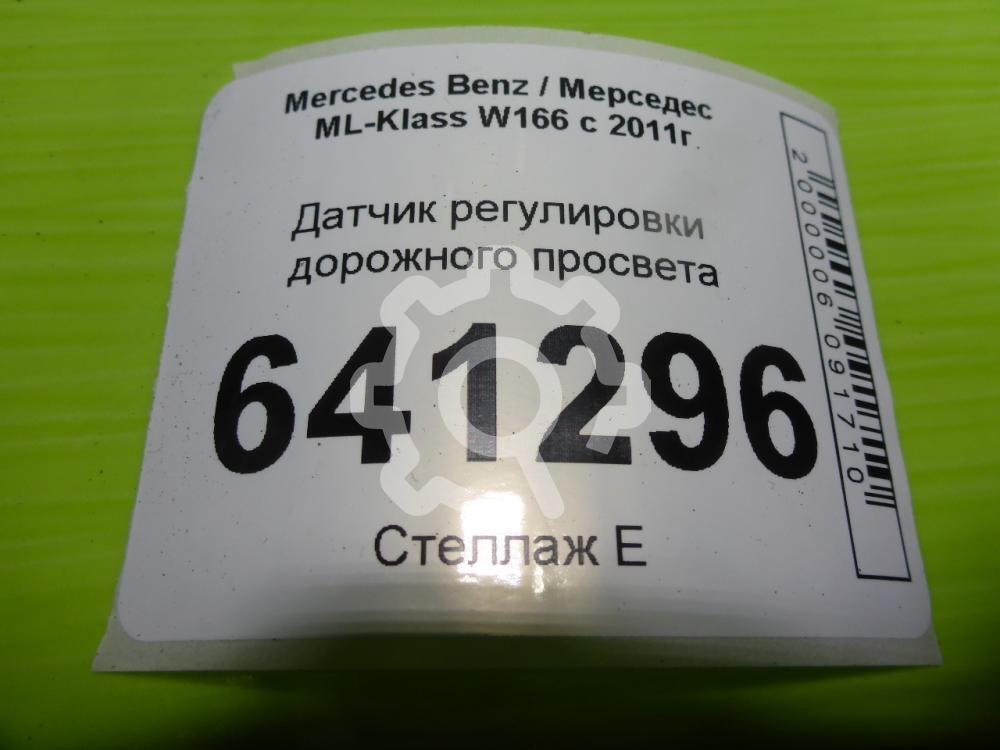 Mercedes Benz / Мерседес
ML-Klass W166 с 2011г
Датчик регулировки
дорожного просвета
641296
Стеллаж Е
2000006091710